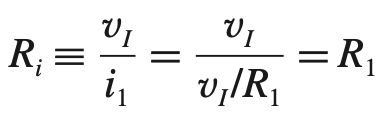 R_i ≡ v_I / i_1 = v_I / (v_I/R_1) = R_1